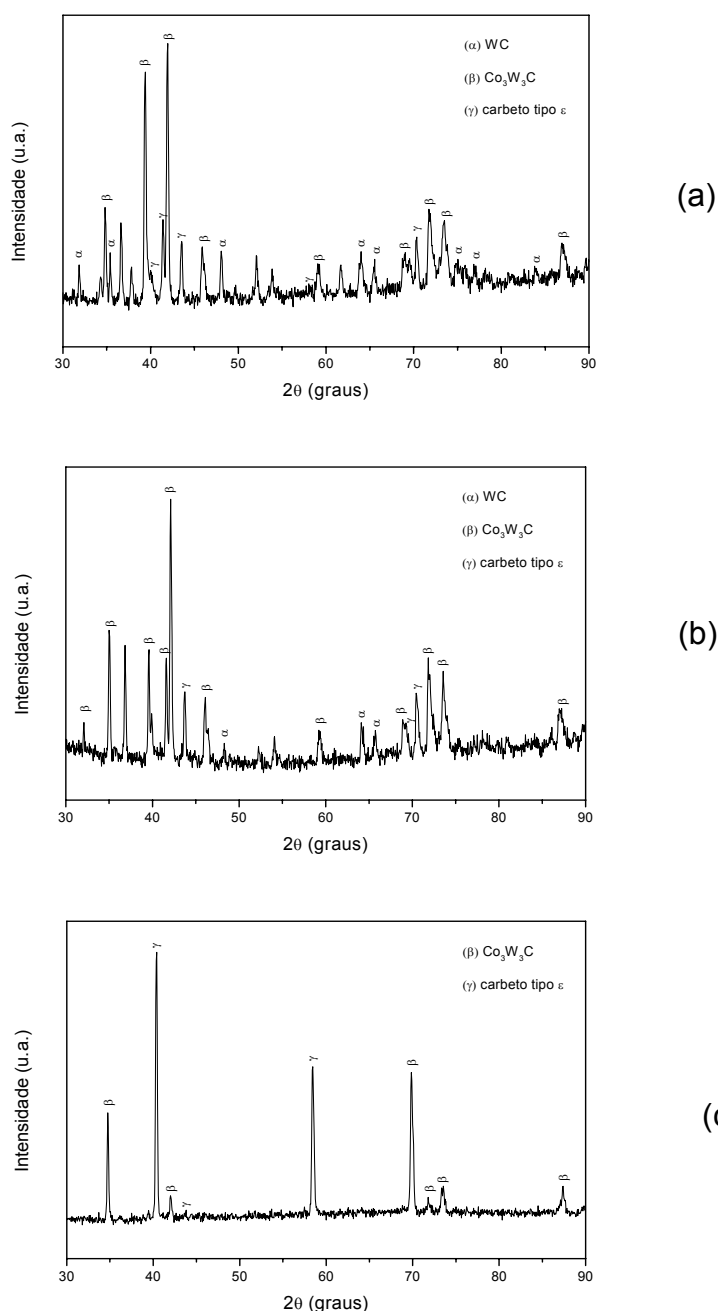 β
β
(α) WC
(β) Co₃W₃C
(γ) carbeto tipo ε
Intensidade (u.a.)
(a)
β
α
α
γ
γ
γ
β
α
γ
β
α
α
β
γ
β
β
α
α
α
β
30 40 50 60 70 80 90
2θ (graus)
β
(α) WC
(β) Co₃W₃C
(γ) carbeto tipo ε
Intensidade (u.a.)
(b)
β
β
β
β
γ
β
α
β
α
α
β
γ
γ
β
β
β
30 40 50 60 70 80 90
2θ (graus)
γ
(β) Co₃W₃C
(γ) carbeto tipo ε
Intensidade (u.a.)
(c
β
β
γ
γ
β
β
β
β
30 40 50 60 70 80 90
2θ (graus)